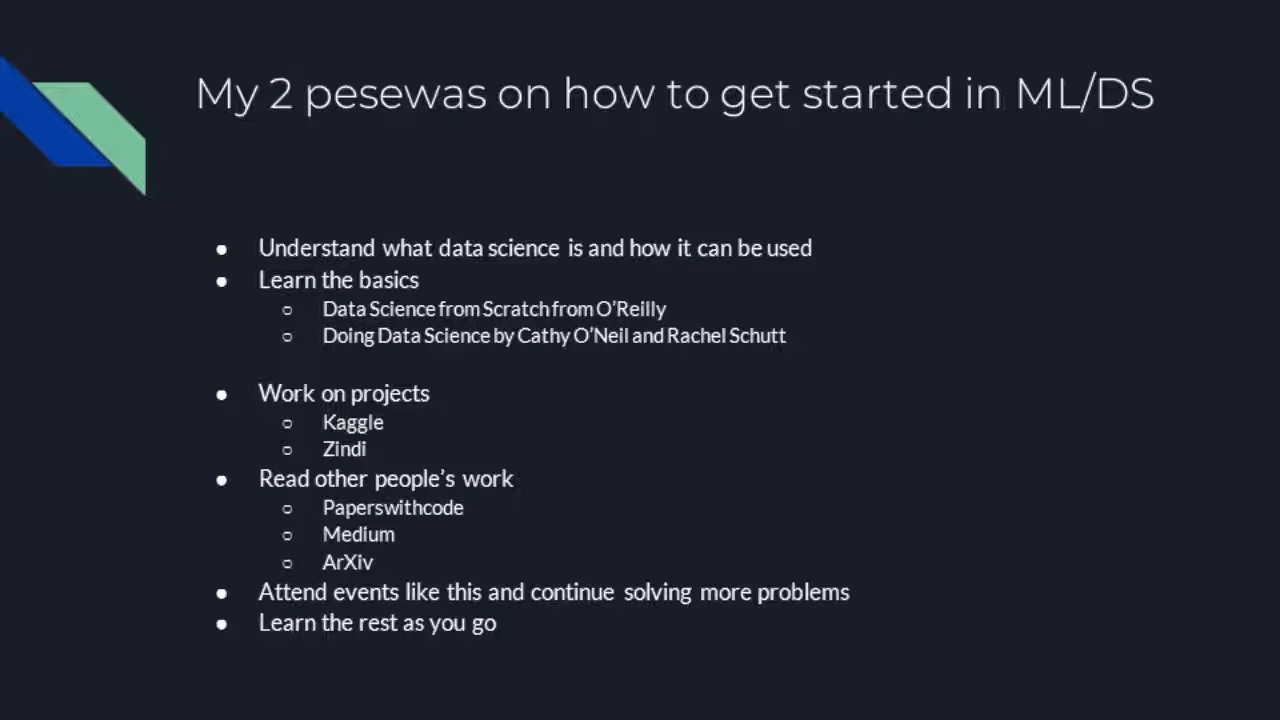 My 2 pesewas on how to get started in ML/DS
● Understand what data science is and how it can be used
● Learn the basics
○ Data Science from Scratch from O'Reilly
○ Doing Data Science by Cathy O'Neil and Rachel Schutt
● Work on projects
○ Kaggle
○ Zindi
● Read other people's work
○ Paperswithcode
○ Medium
○ ArXiv
● Attend events like this and continue solving more problems
● Learn the rest as you go